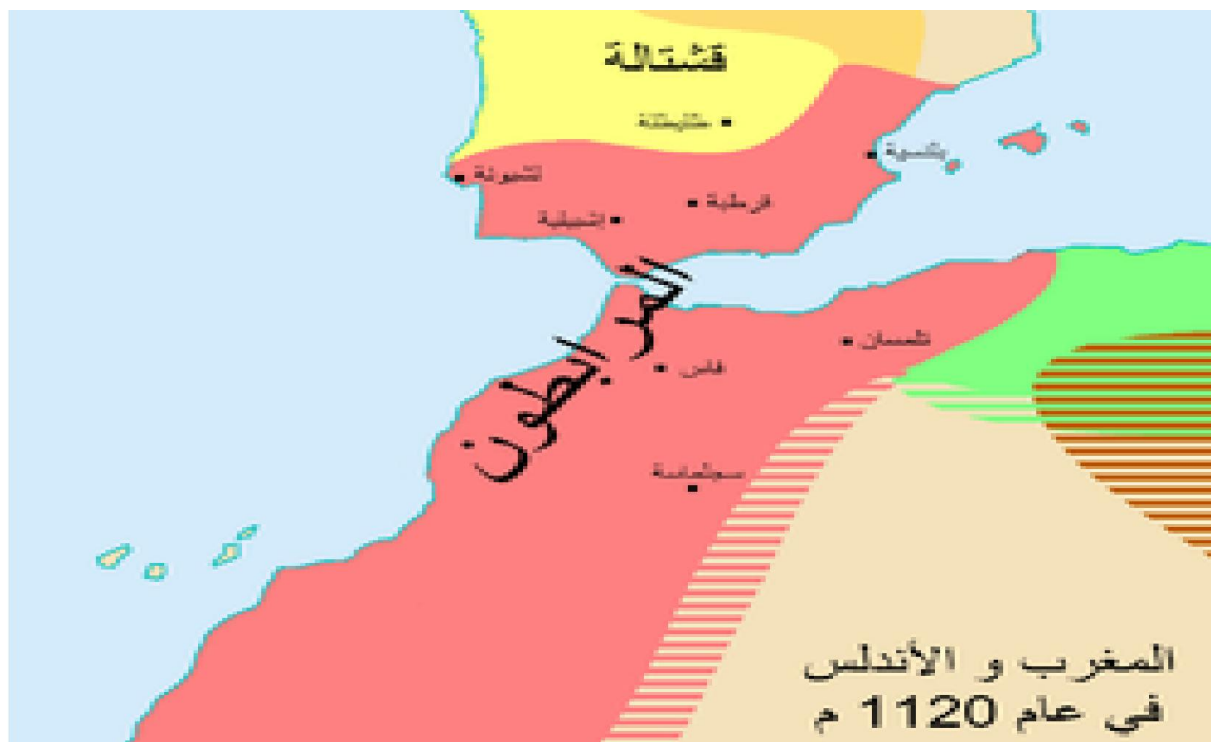 قشتالة
طليطلة
بلنسية
لشبونة
قرطبة
إشبيلية
المرابطون
تلمسان
فاس
سجلماسة
المغرب و الأندلس
في عام 1120 م